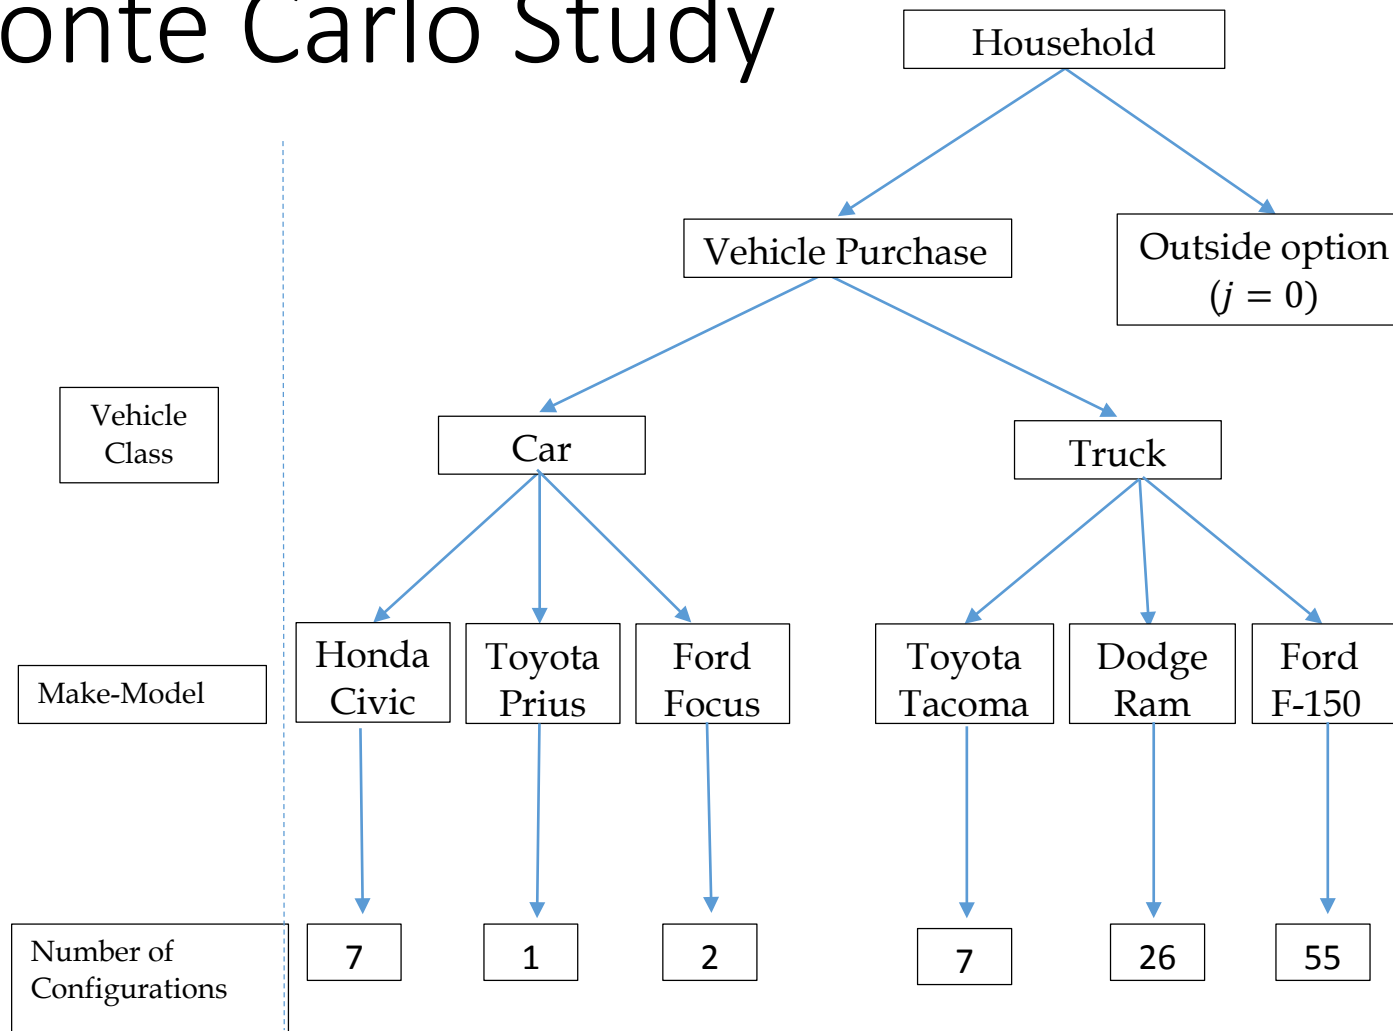 onte Carlo Study
Household
Vehicle Purchase
Outside option
(j = 0)
Vehicle
Class
Car
Truck
Make-Model
Honda
Civic
Toyota
Prius
Ford
Focus
Toyota
Tacoma
Dodge
Ram
Ford
F-150
Number of
Configurations
7
1
2
7
26
55